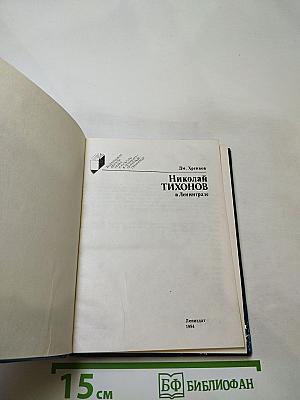 Дм. Хренков
Николай
ТИХОНОВ
в Ленинграде
Лениздат
1984
15 см
БФ БИБЛИОФАН